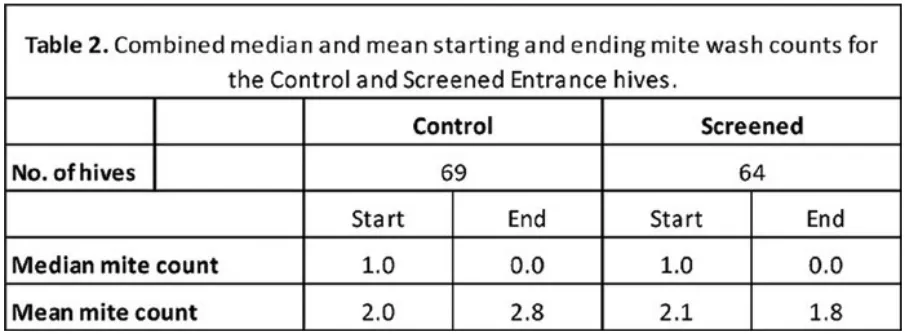 Table 2. Combined median and mean starting and ending mite wash counts for
the Control and Screened Entrance hives.
Control Screened
No. of hives 69 64
Start End Start End
Median mite count 1.0 0.0 1.0 0.0
Mean mite count 2.0 2.8 2.1 1.8